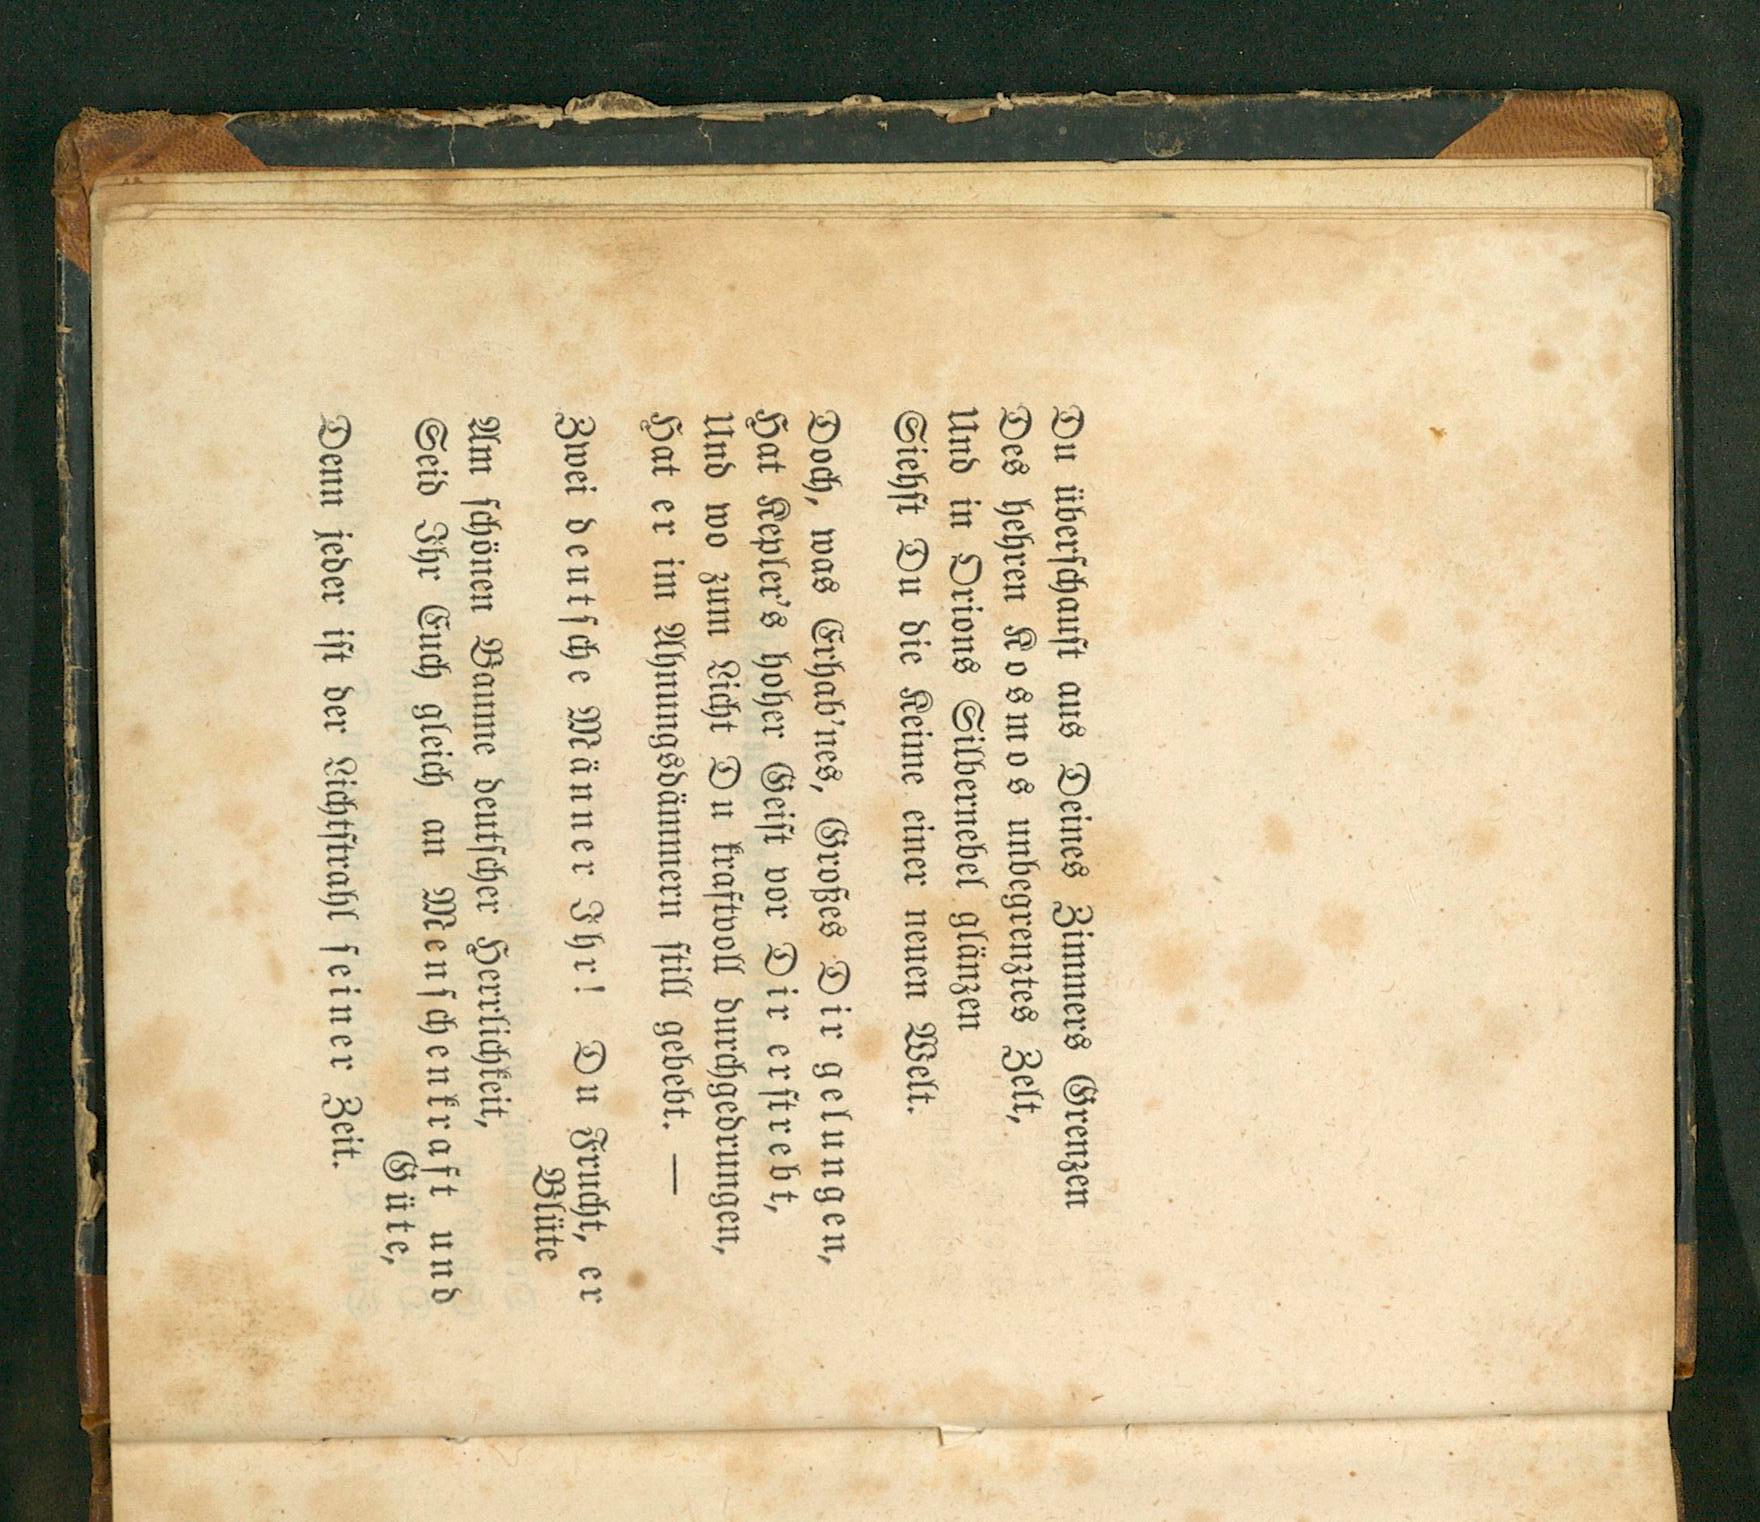 Du überſchauſt aus Deines Zimmers Grenzen
Des hehren Kosmos unbegrenztes Zelt,
Und in Orions Silbernebel glänzen
Siehſt Du die Keime einer neuen Welt.
Doch, was Erhab'nes, Großes Dir gelungen,
Hat Kepler's hoher Geiſt vor Dir erſtrebt,
Und wo zum Licht Du kraftvoll durchgedrungen,
Hat er im Ahnungsdämmern ſtill gebebt. —
Zwei deutſche Männer Ihr! Du Frucht, er
Blüte
Am ſchönen Baume deutſcher Herrlichkeit,
Seid Ihr Euch gleich an Menſchenkraft und
Güte,
Denn jeder iſt der Lichtſtrahl ſeiner Zeit.